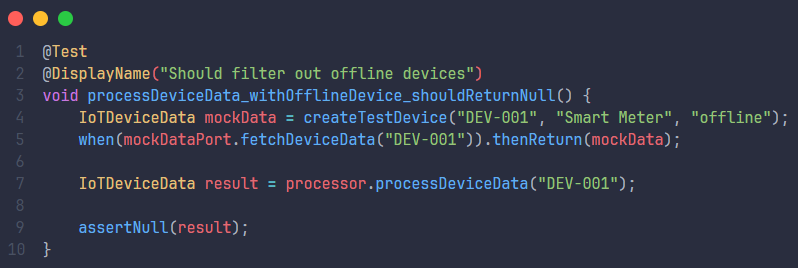 1 @Test
2 @DisplayName("Should filter out offline devices")
3 void processDeviceData_withOfflineDevice_shouldReturnNull() {
4     IoTDeviceData mockData = createTestDevice("DEV-001", "Smart Meter", "offline");
5     when(mockDataPort.fetchDeviceData("DEV-001")).thenReturn(mockData);
6
7     IoTDeviceData result = processor.processDeviceData("DEV-001");
8
9     assertNull(result);
10 }